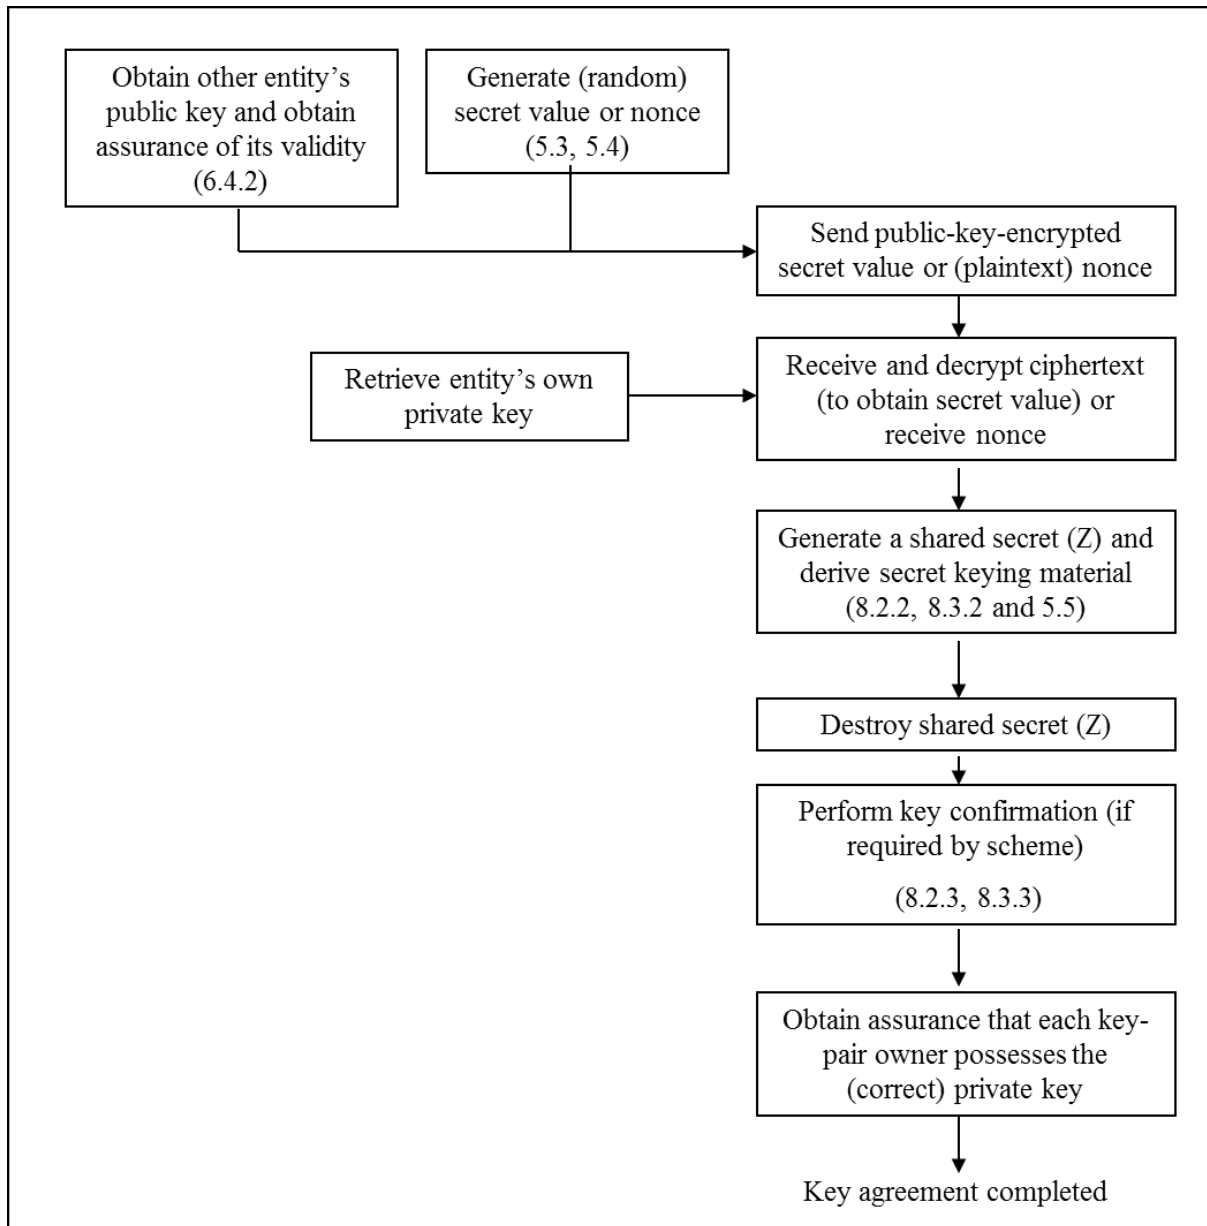 Obtain other entity’s
public key and obtain
assurance of its validity
(6.4.2)
Generate (random)
secret value or nonce
(5.3, 5.4)
Send public-key-encrypted
secret value or (plaintext) nonce
Retrieve entity’s own
private key
Receive and decrypt ciphertext
(to obtain secret value) or
receive nonce
Generate a shared secret (Z) and
derive secret keying material
(8.2.2, 8.3.2 and 5.5)
Destroy shared secret (Z)
Perform key confirmation (if
required by scheme)
(8.2.3, 8.3.3)
Obtain assurance that each key-
pair owner possesses the
(correct) private key
Key agreement completed